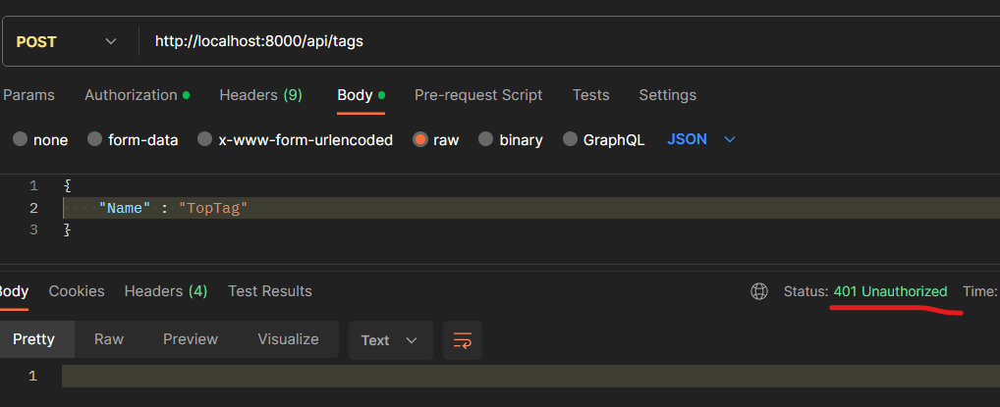 POST http://localhost:8000/api/tags
Params Authorization Headers (9) Body Pre-request Script Tests Settings
none form-data x-www-form-urlencoded raw binary GraphQL JSON
1 {
2 "Name" : "TopTag"
3 }
Body Cookies Headers (4) Test Results Status: 401 Unauthorized Time:
Pretty Raw Preview Visualize Text
1